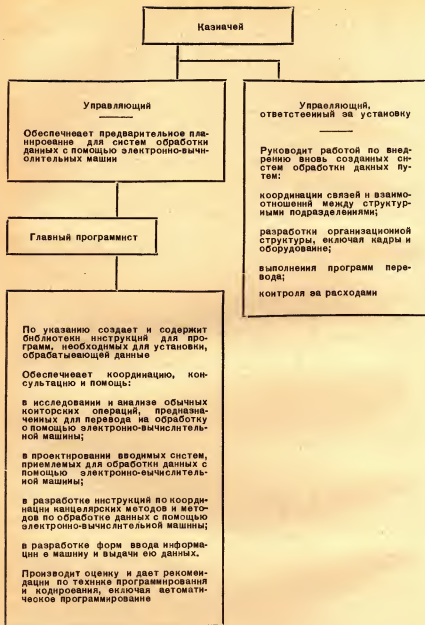 Казначей
Управляющий
Обеспечивает предварительное пла-
нирование для систем обработки
данных с помощью электронно-вычи-
слительных машин
Управляющий,
ответственный за установку
Руководит работой по внед-
рению вновь созданных си-
стем обработки данных пу-
тем:
координации связей и взаимо-
отношений между структур-
ными подразделениями;
разработки организационной
структуры, включая кадры и
оборудование;
выполнения программ пере-
вода;
контроля за расходами
Главный программист
По указанию создает и содержит
библиотеки инструкций для про-
грамм, необходимых для установки,
обрабатывающей данные
Обеспечивает координацию, кон-
сультацию и помощь:
в исследовании и анализе обычных
конторских операций, предназна-
ченных для перевода на обработку
с помощью электронно-вычислитель-
ной машины;
в проектировании вводимых систем,
приемлемых для обработки данных с
помощью электронно-вычислитель-
ной машины;
в разработке инструкций по коорди-
нации канцелярских методов и мето-
дов по обработке данных с помощью
электронно-вычислительной машины;
в разработке форм ввода информа-
ции в машину и выдачи ею данных.
Производит оценку и дает рекомен-
дации по технике программирования
и кодирования, включая автомати-
ческое программирование